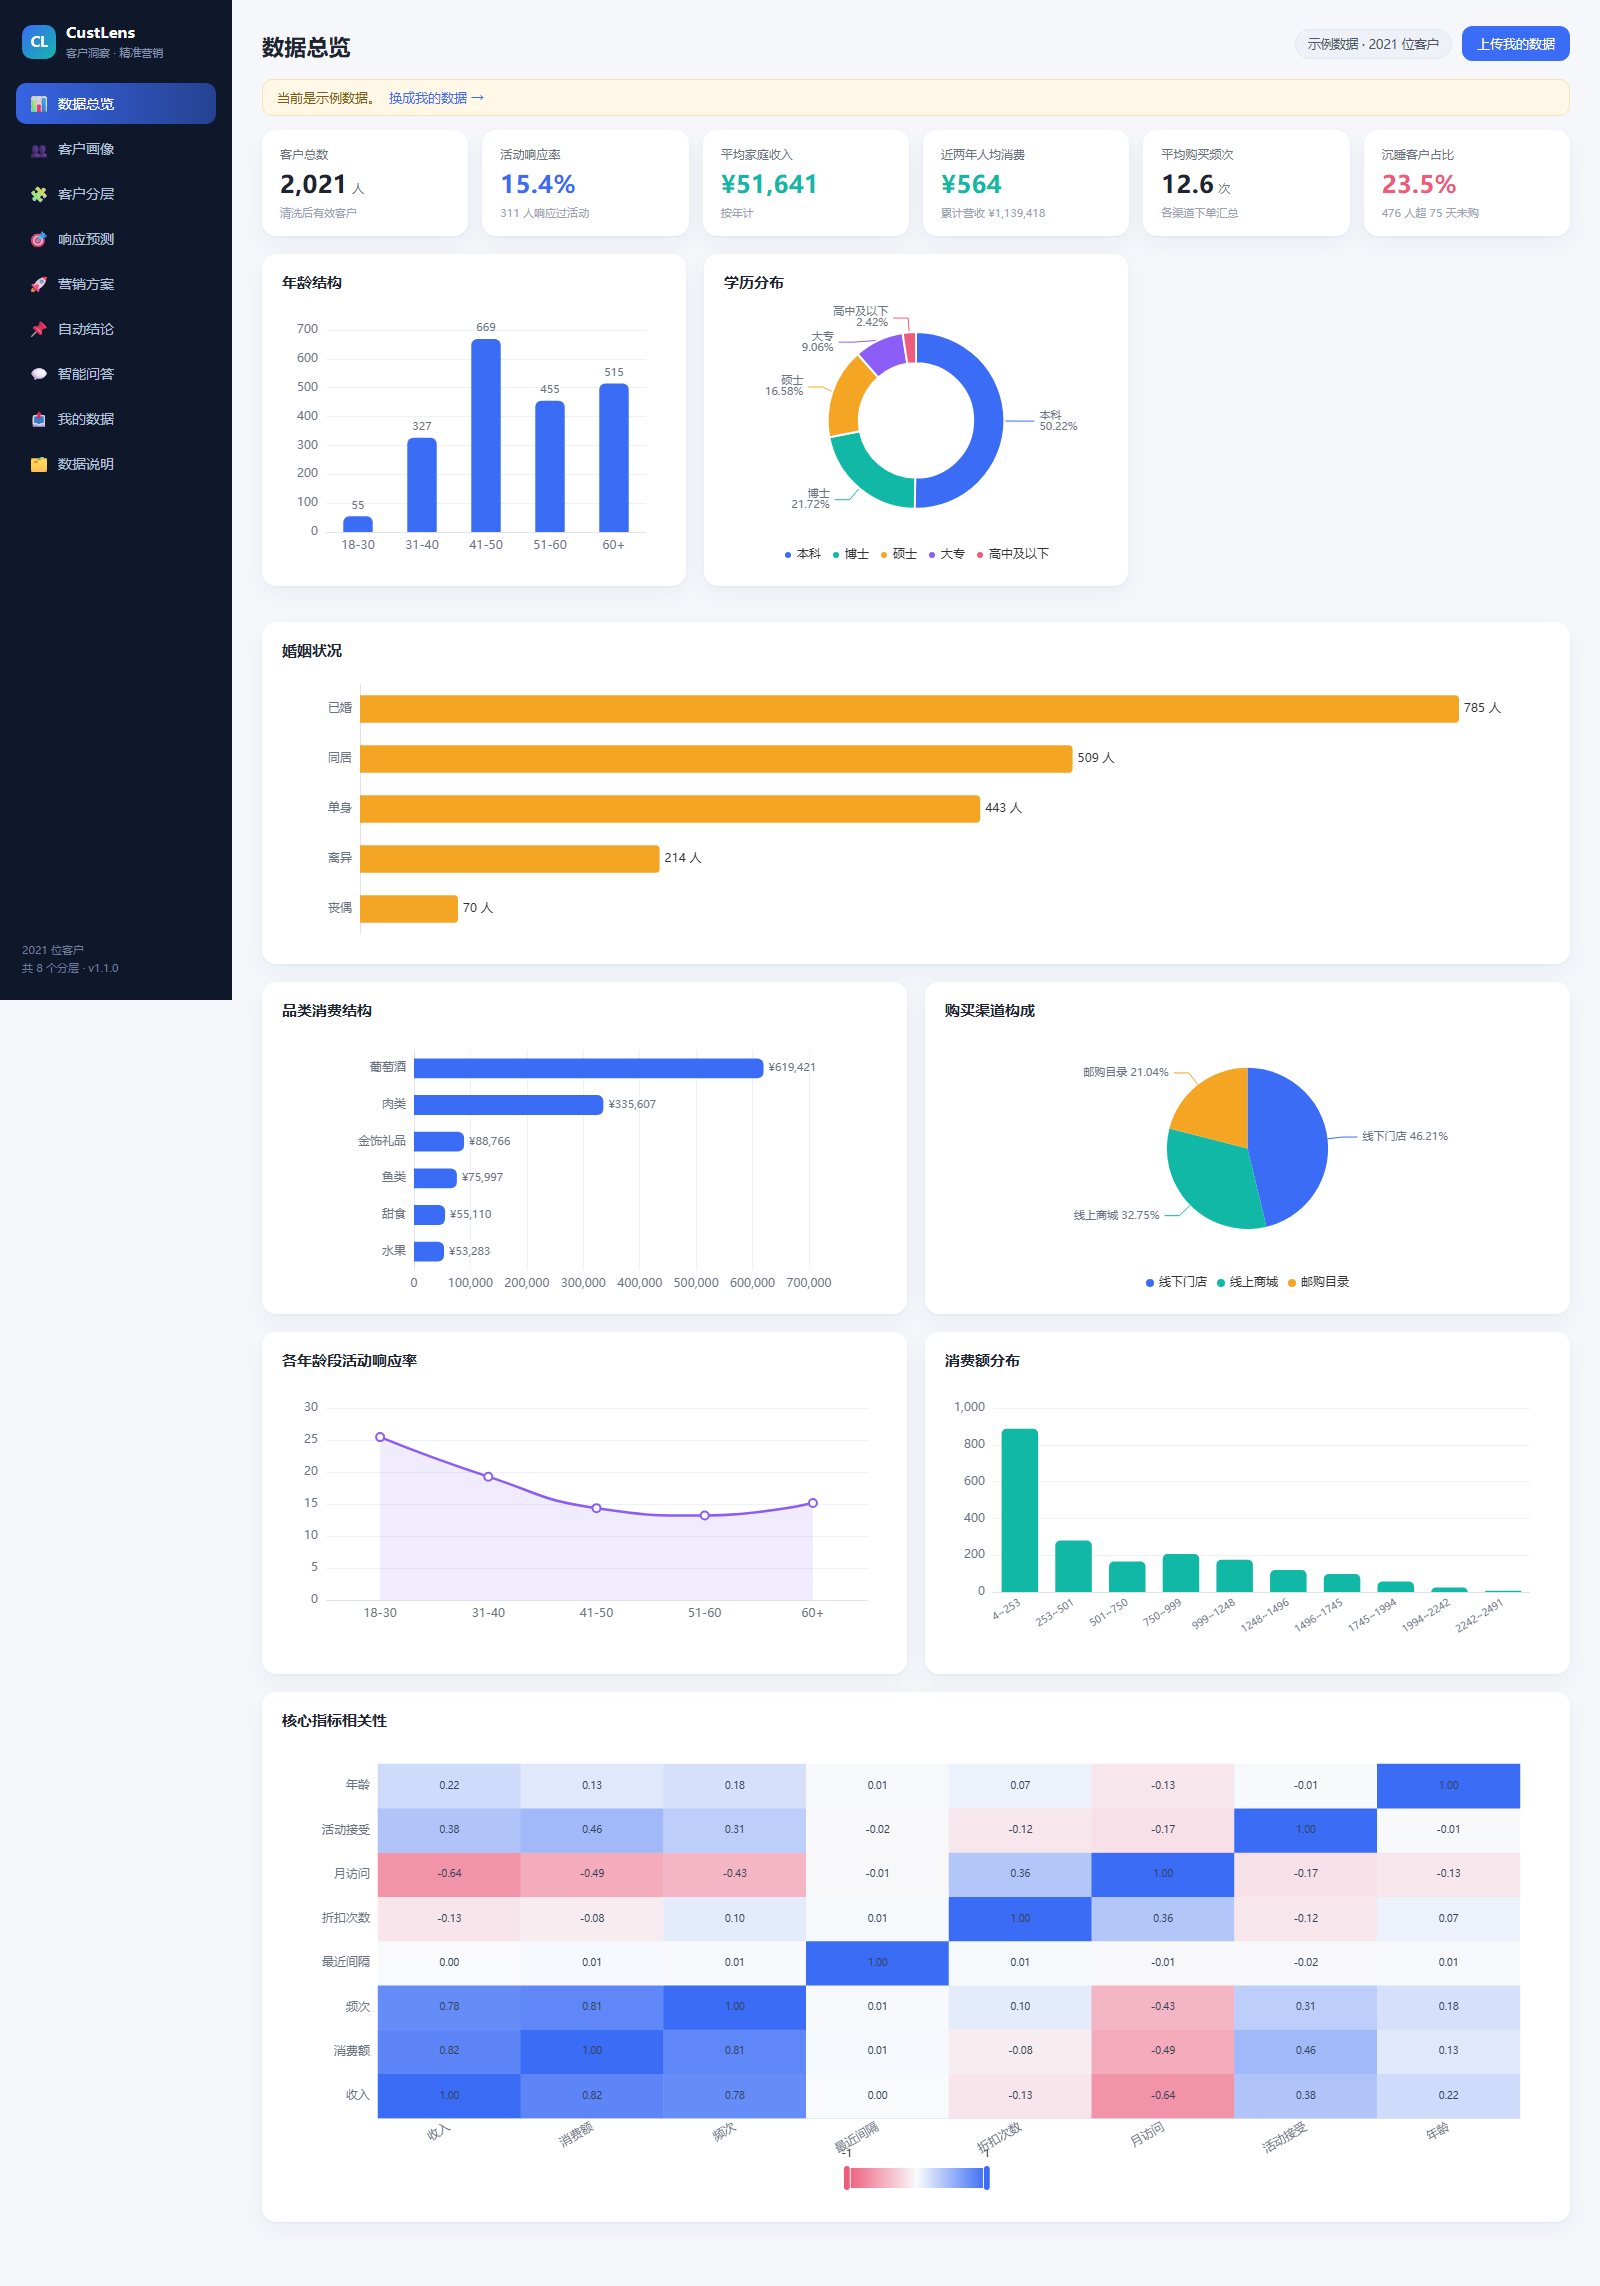 CL
CustLens
客户洞察 · 精准营销
数据总览
客户画像
客户分层
响应预测
营销方案
自动结论
智能问答
我的数据
数据说明
2021 位客户
共 8 个分层 · v1.1.0
数据总览
示例数据 · 2021 位客户
上传我的数据
当前是示例数据。 换成我的数据 →
客户总数
2,021 人
清洗后有效客户
活动响应率
15.4%
311 人响应过活动
平均家庭收入
¥51,641
按年计
近两年人均消费
¥564
累计营收 ¥1,139,418
平均购买频次
12.6 次
各渠道下单汇总
沉睡客户占比
23.5%
476 人超 75 天未购
年龄结构
700
600
500
400
300
200
100
0
55
327
669
455
515
18-30
31-40
41-50
51-60
60+
学历分布
高中及以下
2.42%
大专
9.06%
硕士
16.58%
博士
21.72%
本科
50.22%
本科 博士 硕士 大专 高中及以下
婚姻状况
已婚 785 人
同居 509 人
单身 443 人
离异 214 人
丧偶 70 人
品类消费结构
葡萄酒 ¥619,421
肉类 ¥335,607
金饰礼品 ¥88,766
鱼类 ¥75,997
甜食 ¥55,110
水果 ¥53,283
0 100,000 200,000 300,000 400,000 500,000 600,000 700,000
购买渠道构成
邮购目录 21.04%
线下门店 46.21%
线上商城 32.75%
线下门店 线上商城 邮购目录
各年龄段活动响应率
30
25
20
15
10
5
0
18-30 31-40 41-50 51-60 60+
消费额分布
1,000
800
600
400
200
0
4~253 253~501 501~750 750~999 999~1248 1248~1496 1496~1745 1745~1994 1994~2242 2242~2491
核心指标相关性
年龄 0.22 0.13 0.18 0.01 0.07 -0.13 -0.01 1.00
活动接受 0.38 0.46 0.31 -0.02 -0.12 -0.17 1.00 -0.01
月访问 -0.64 -0.49 -0.43 -0.01 0.36 1.00 -0.17 -0.13
折扣次数 -0.13 -0.08 0.10 0.01 1.00 0.36 -0.12 0.07
最近间隔 0.00 0.01 0.01 1.00 0.01 -0.01 -0.02 0.01
频次 0.78 0.81 1.00 0.01 0.10 -0.43 0.31 0.18
消费额 0.82 1.00 0.81 0.01 -0.08 -0.49 0.46 0.13
收入 1.00 0.82 0.78 0.00 -0.13 -0.64 0.38 0.22
收入 消费额 频次 最近间隔 折扣次数 月访问 活动接受 年龄
-1 1